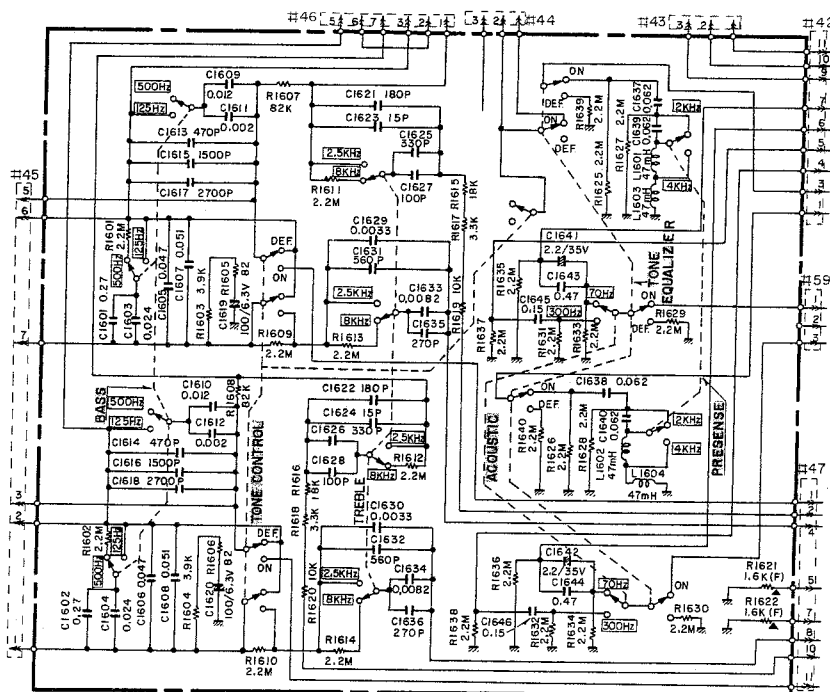 #46
5
6
7
3
2
1
3
2
#44
#43
3
2
1
#42
ON
500Hz
C1609
0.012
125Hz
C1611
0.002
R1607
82K
C1621 180P
C1623 15P
C1625
330P
DEF.
ON
DEF.
R1639
2.2M
C1637
0.062
C1639
0.062
2KHz
C1613 470P
C1615 1500P
C1617 2700P
2.5KHz
8KHz
R1611
2.2M
C1627
100P
R1615
18K
R1617
3.3K
R1625 2.2M
R1627
2.2M
L1601
47mH
L1603
47mH
4KHz
#45
5
6
7
3
2
R1601
2.2M
125Hz
500Hz
C1601 0.27
C1603
0.024
C1605
0.047
C1607 0.051
R1603 3.9K
R1605
82
C1619
100/6.3V
DEF.
ON
R1609
2.2M
C1629
0.0033
C1631
560P
2.5KHz
8KHz
C1633
0.0082
C1635
270P
R1613
2.2M
R1619 10K
C1641
2.2/35V
C1643
0.47
R1635
2.2M
C1645
0.15
300Hz
70Hz
R1637
2.2M
R1631
2.2M
R1633
2.2M
TONE
EQUALIZER
ON
DEF.
R1629
2.2M
#59
BASS
500Hz
125Hz
C1610
0.012
C1612
0.002
R1608
82K
C1614 470P
C1616 1500P
C1618 2700P
TONE CONTROL
C1622 180P
C1624 15P
C1626 330P
C1628
100P
2.5KHz
8KHz
R1612
2.2M
R1616
18K
R1618
3.3K
TREBLE
ACOUSTIC
ON
DEF.
C1638 0.062
C1640
0.062
2KHz
4KHz
R1640
2.2M
R1626
2.2M
R1628 2.2M
L1602
47mH
L1604
47mH
PRESENSE
#47
3
2
4
5
7
8
10
R1602
2.2M
125Hz
500Hz
C1602
0.27
C1604
0.024
C1606 0.047
C1608 0.051
R1604 3.9K
R1606
82
C1620
100/6.3V
DEF.
ON
R1610
2.2M
C1630
0.0033
C1632
560P
2.5KHz
8KHz
C1634
0.0082
C1636
270P
R1620 10K
R1614
2.2M
R1636
2.2M
R1638
2.2M
C1642
2.2/35V
C1644
0.47
C1646
0.15
R1632
2.2M
R1634
2.2M
70Hz
300Hz
ON
R1630
2.2M
R1621
1.6K(F)
R1622
1.6K(F)